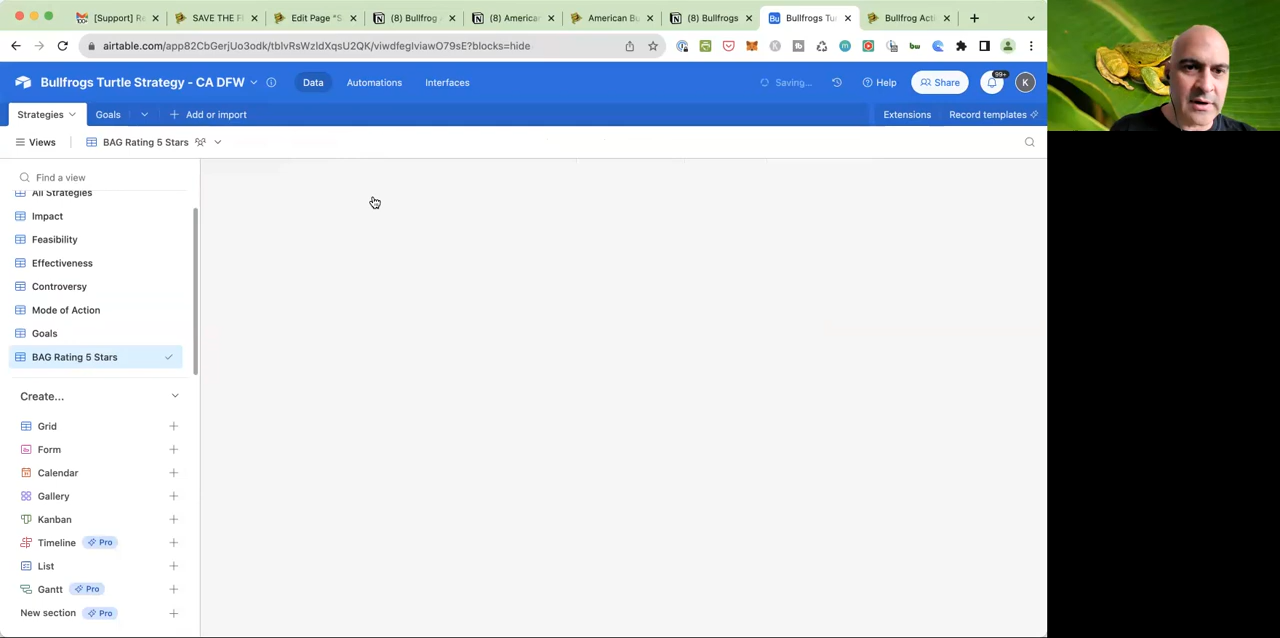 [Support] Re
SAVE THE F
Edit Page "S
(8) Bullfrog
(8) American
American Bu
(8) Bullfrogs
Bullfrogs Tu
Bullfrog Acti
airtable.com/app82CbGerjUo3odk/tblvRsWzIdXqsU2QK/viwdfeglviawO79sE?blocks=hide
Bullfrogs Turtle Strategy - CA DFW
Data
Automations
Interfaces
Saving...
Help
Share
99+
K
Strategies
Goals
Add or import
Extensions
Record templates
Views
BAG Rating 5 Stars
Find a view
All Strategies
Impact
Feasibility
Effectiveness
Controversy
Mode of Action
Goals
BAG Rating 5 Stars
Create...
Grid
Form
Calendar
Gallery
Kanban
Timeline Pro
List
Gantt Pro
New section Pro